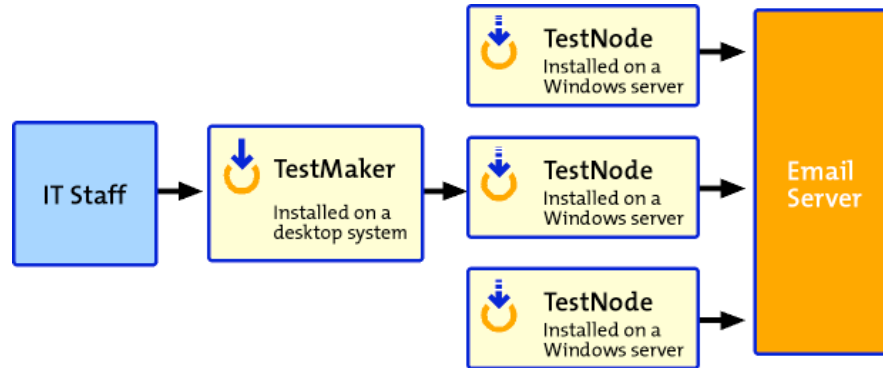 IT Staff
TestMaker
Installed on a
desktop system
TestNode
Installed on a
Windows server
TestNode
Installed on a
Windows server
TestNode
Installed on a
Windows server
Email
Server